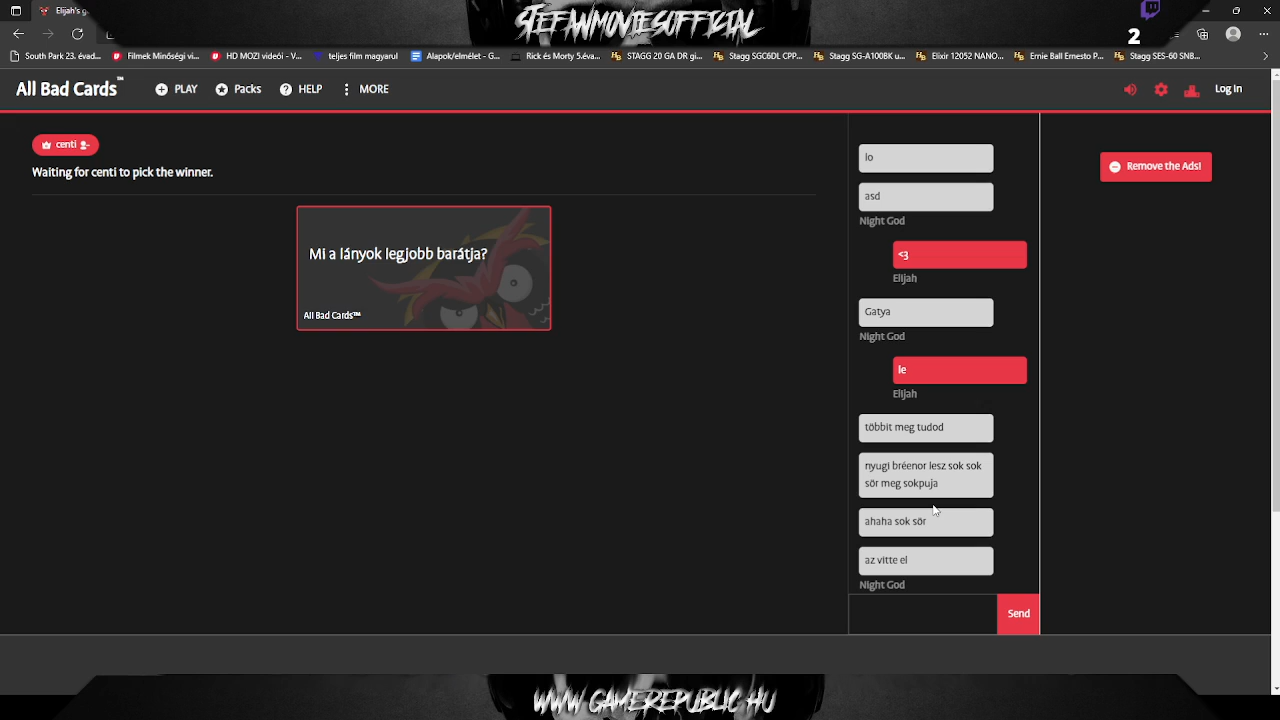 STEFANMOVIESOFFICIAL
Elijah's g
2
South Park 23. évad...
Filmek Minőségi vi...
HD MOZI videói - V...
teljes film magyarul
Alapok/elmélet - G...
Rick és Morty 5.éva...
STAGG 20 GA DR gi...
Stagg SGC6DL CPP...
Stagg SG-A100BK u...
Elixir 12052 NANO...
Ernie Ball Ernesto P...
Stagg SES-60 SNB...
All Bad Cards™
PLAY
Packs
HELP
MORE
Log In
centi
Waiting for centi to pick the winner.
Mi a lányok legjobb barátja?
All Bad Cards™
lo
asd
Night God
<3
Elijah
Gatya
Night God
le
Elijah
többit meg tudod
nyugi bréenor lesz sok sok
sör meg sokpuja
ahaha sok sör
az vitte el
Night God
Send
Remove the Ads!
WWW GAMEREPUBLIC HU